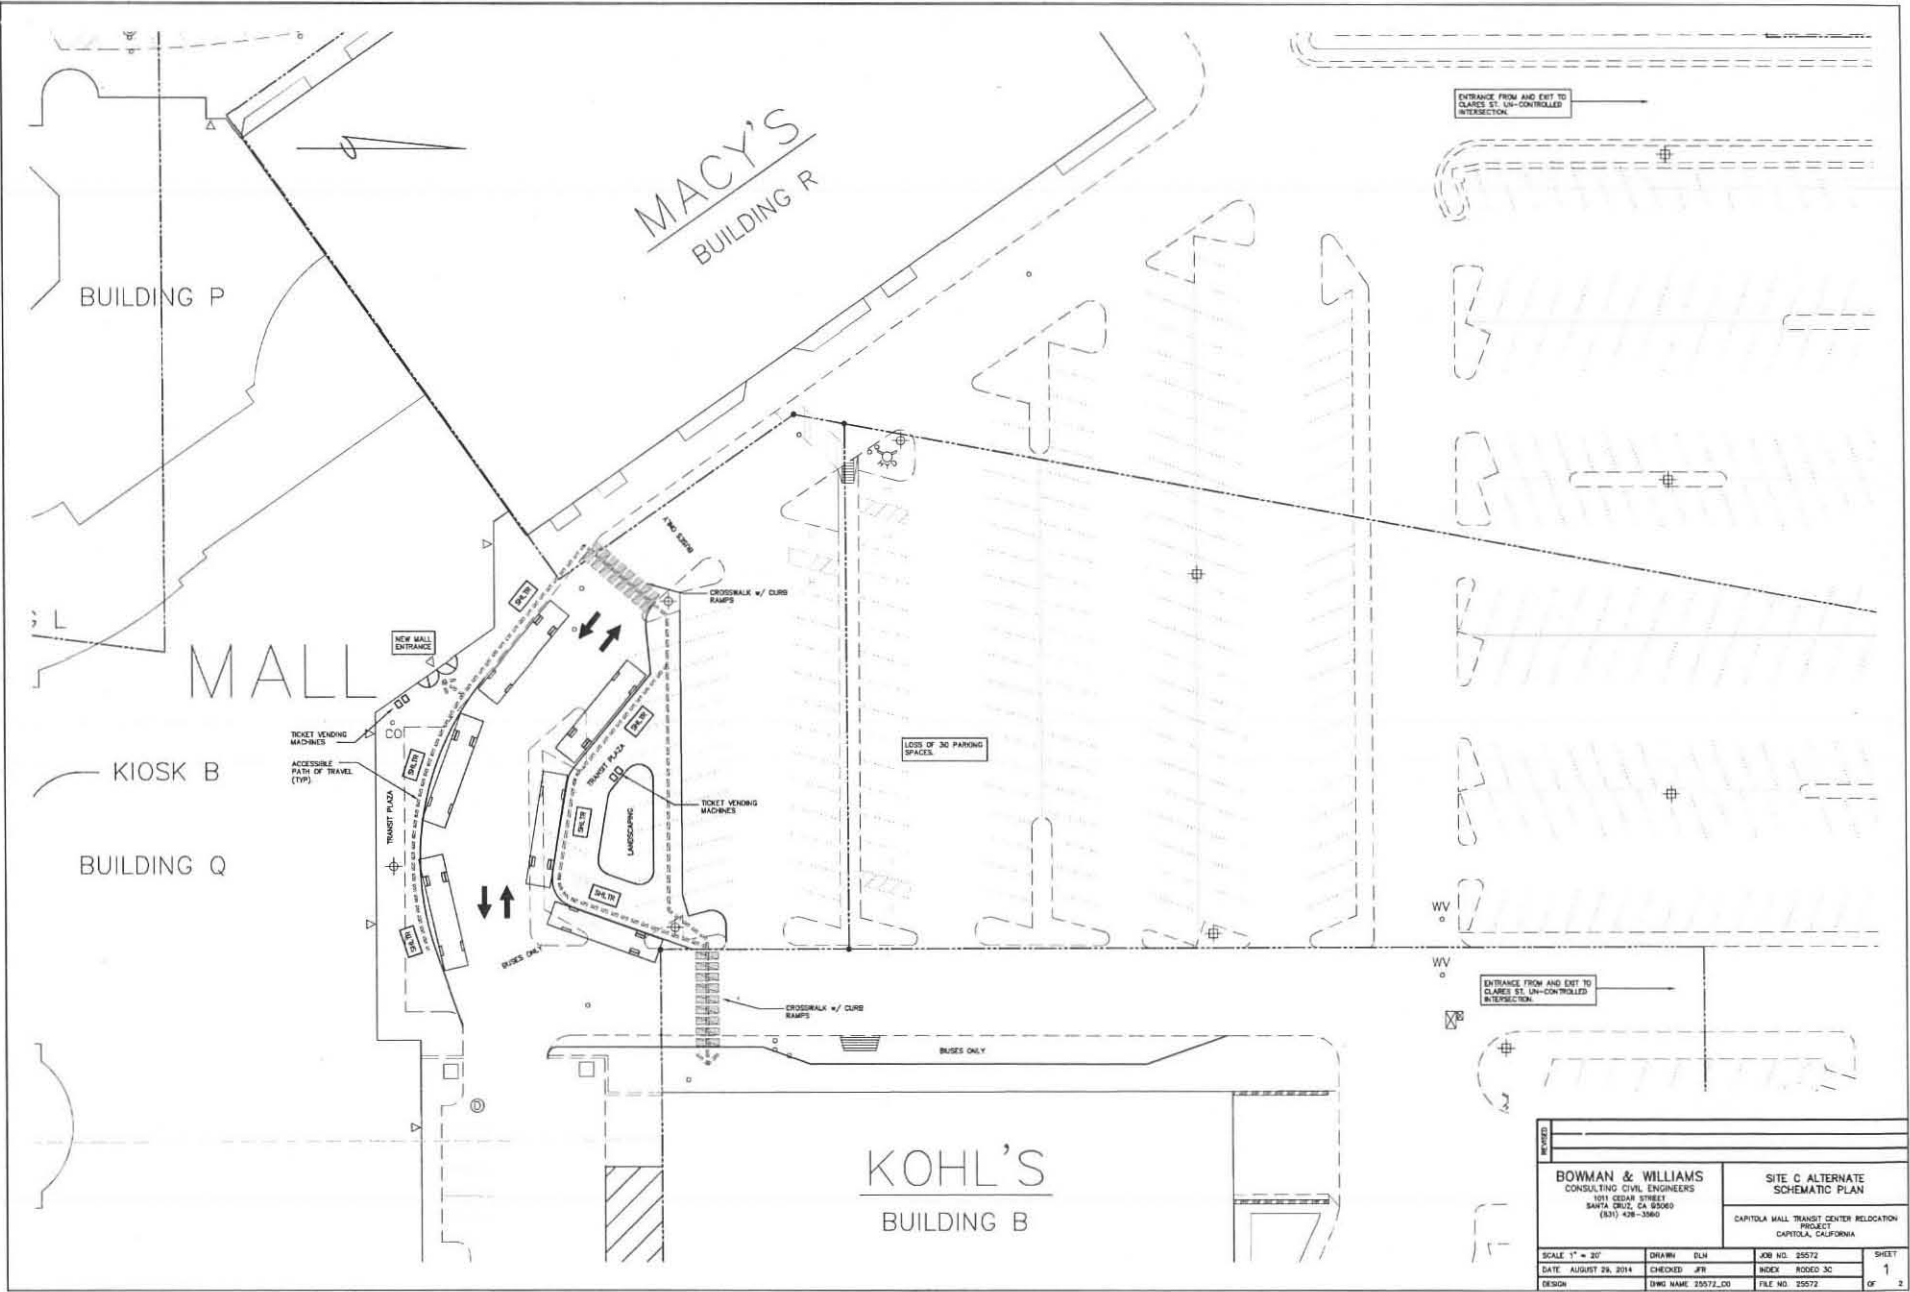 ENTRANCE FROM AND EXIT TO
CLARES ST. UN-CONTROLLED
INTERSECTION.
MACY'S
BUILDING R
BUILDING P
BUSES ONLY
CROSSWALK w/ CURB
RAMPS
SHLTR
NEW MALL
ENTRANCE
MALL
TICKET VENDING
MACHINES
CO
SHLTR
KIOSK B
ACCESSIBLE
PATH OF TRAVEL
(TYP)
SHLTR
TRANSIT PLAZA
LOSS OF 30 PARKING
SPACES.
TICKET VENDING
MACHINES
TRANSIT PLAZA
SHLTR
LANDSCAPING
BUILDING Q
SHLTR
SHLTR
BUSES ONLY
WV
WV
ENTRANCE FROM AND EXIT TO
CLARES ST. UN-CONTROLLED
INTERSECTION.
CROSSWALK w/ CURB
RAMPS
BUSES ONLY
D
KOHL'S
BUILDING B
REVISED
BOWMAN & WILLIAMS
CONSULTING CIVIL ENGINEERS
1011 CEDAR STREET
SANTA CRUZ, CA 95060
(831) 426-3560
SITE C ALTERNATE
SCHEMATIC PLAN
CAPITOLA MALL TRANSIT CENTER RELOCATION
PROJECT
CAPITOLA, CALIFORNIA
SCALE 1" = 20'
DRAWN DLH
JOB NO. 25572
SHEET
DATE AUGUST 29, 2014
CHECKED JFR
INDEX RODEO 3C
1
DESIGN
DWG NAME 25572_CO
FILE NO. 25572
OF 2